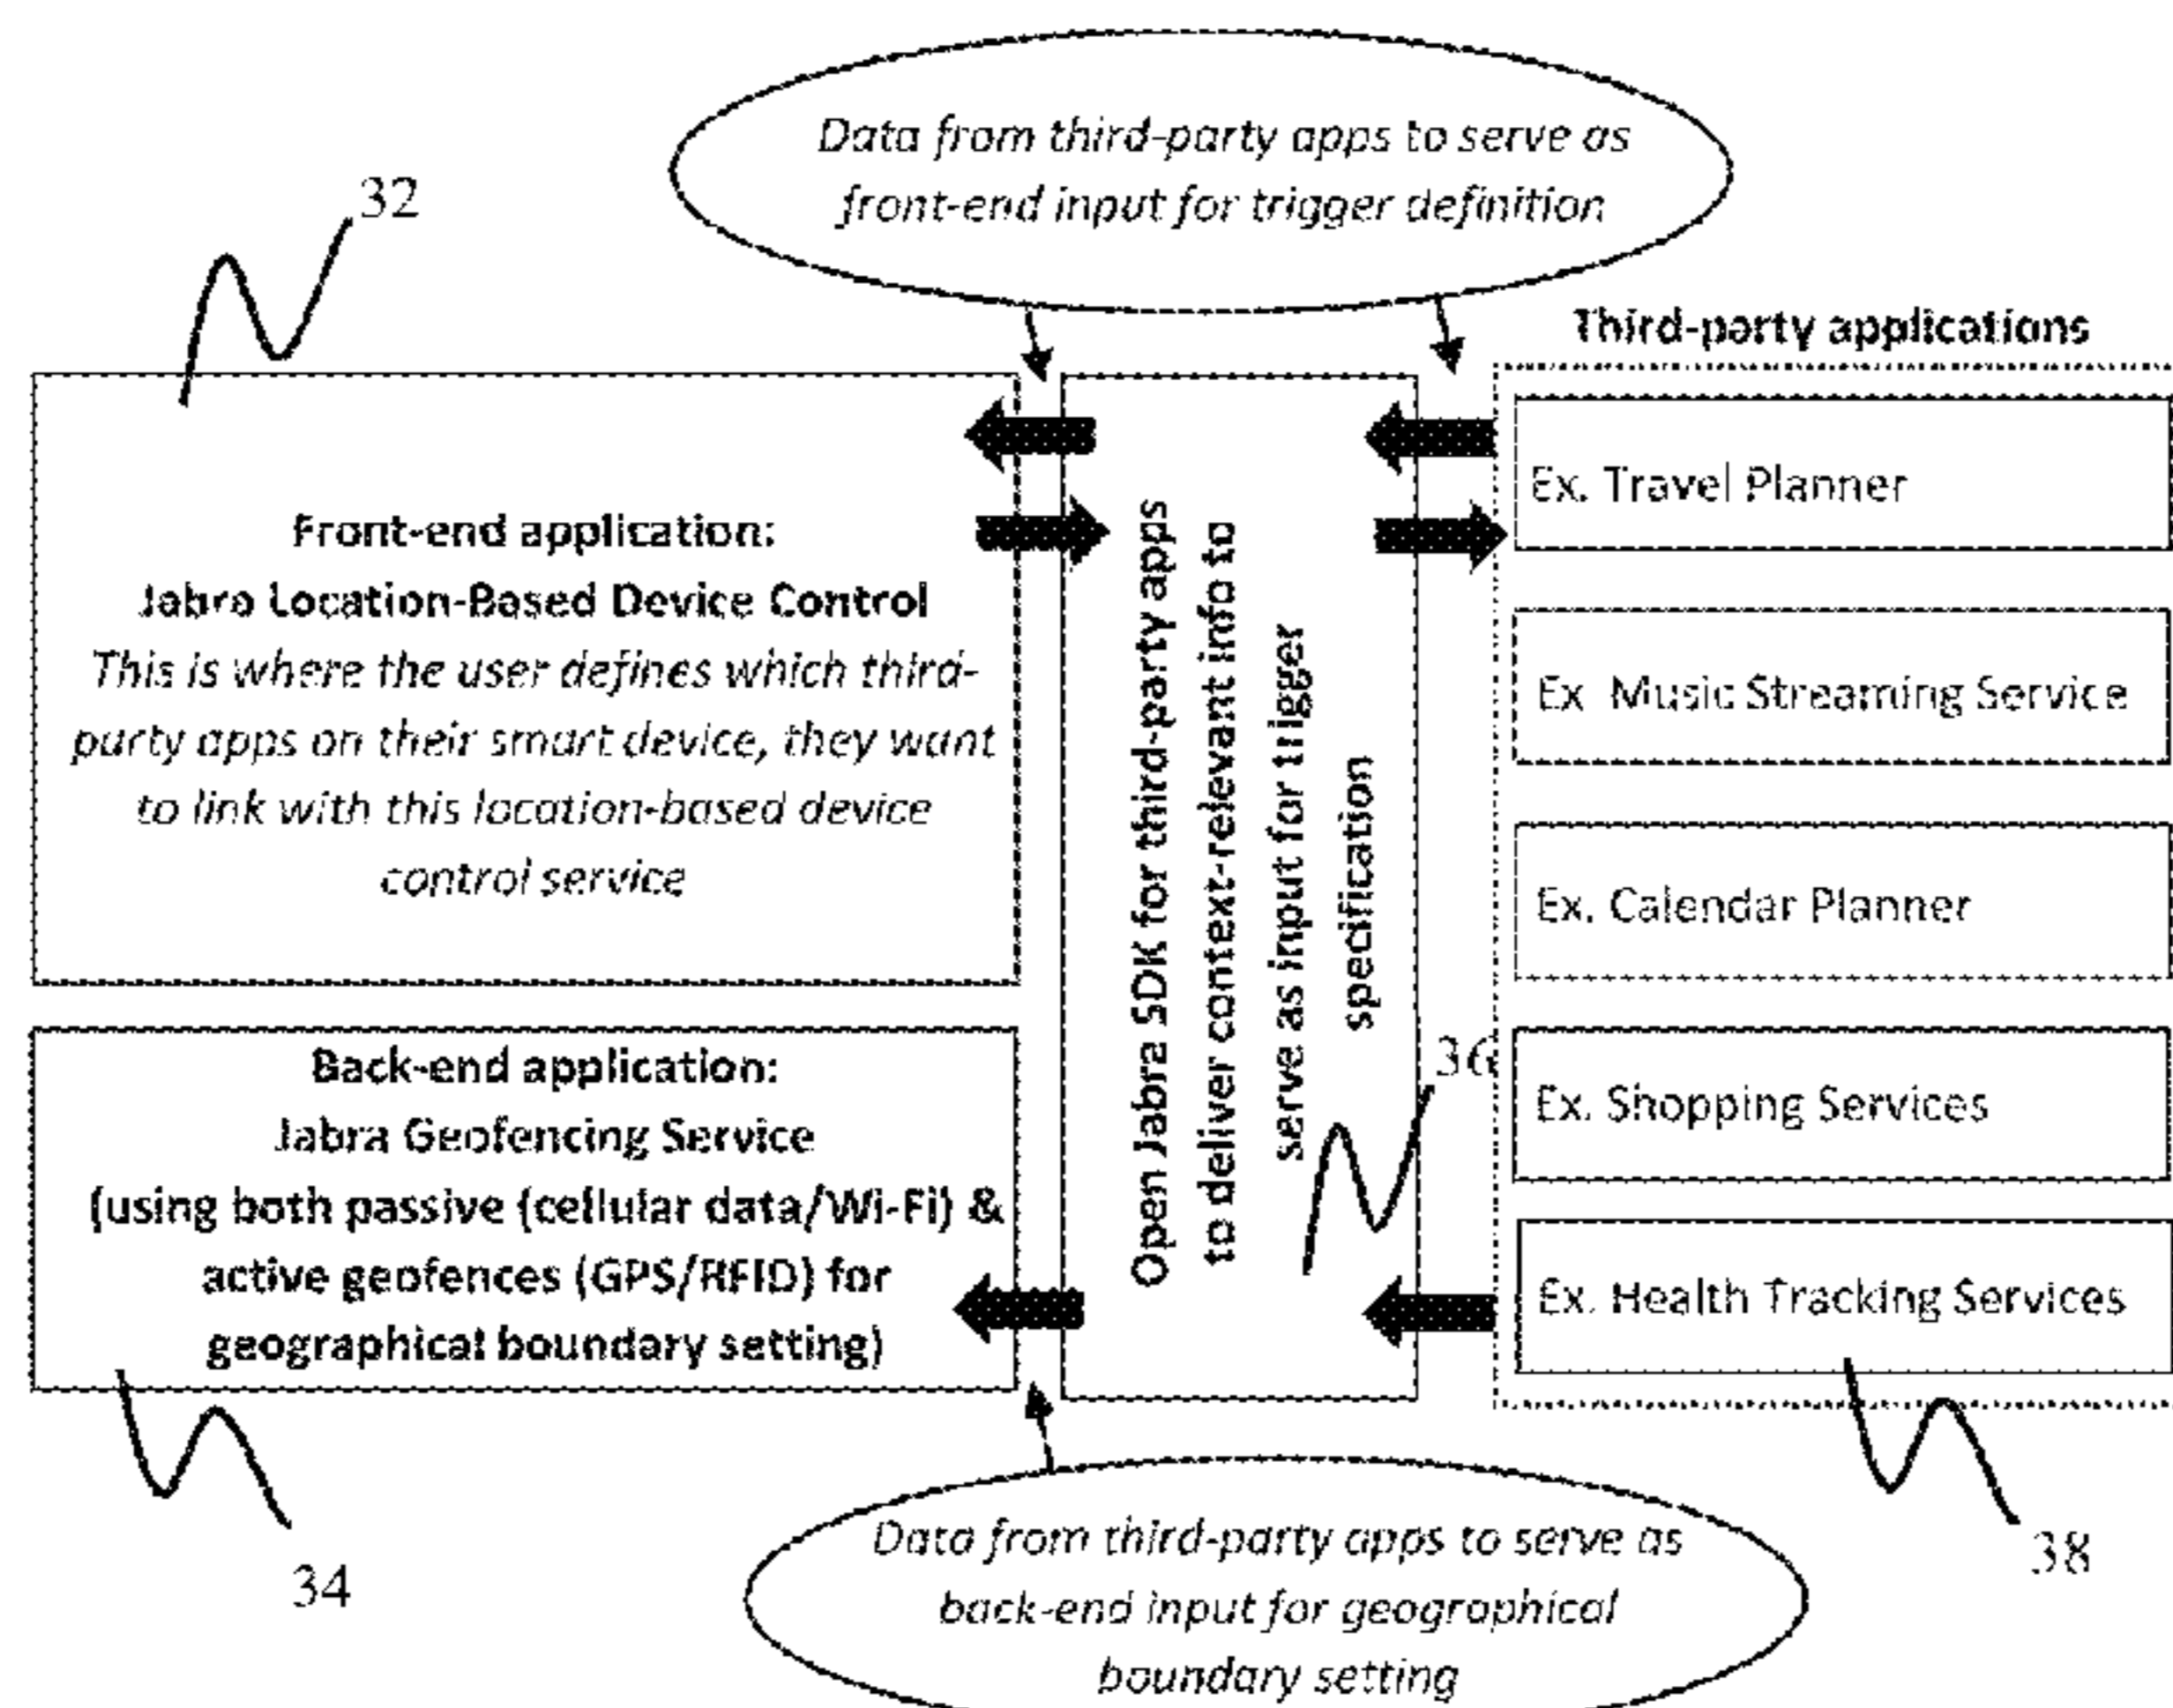 Data from third-party apps to serve as
front-end input for trigger definition
32
Third-party applications
Front-end application:
Jabra Location-Based Device Control
This is where the user defines which third-
party apps on their smart device, they want
to link with this location-based device
control service
Open Jabra SDK for third-party apps
to deliver context-relevant info to
serve as input for trigger
specification
Ex. Travel Planner
Ex Music Streaming Service
Ex. Calendar Planner
Ex. Shopping Services
Ex. Health Tracking Services
36
Back-end application:
Jabra Geofencing Service
(using both passive (cellular data/Wi-Fi) &
active geofences (GPS/RFID) for
geographical boundary setting)
34
38
Data from third-party apps to serve as
back-end input for geographical
boundary setting